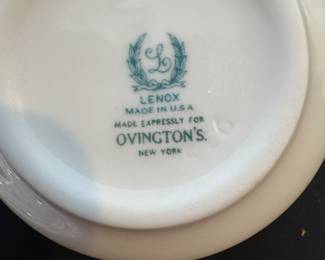 L
LENOX
MADE IN U.S.A
MADE EXPRESSLY FOR
OVINGTON'S.
NEW YORK